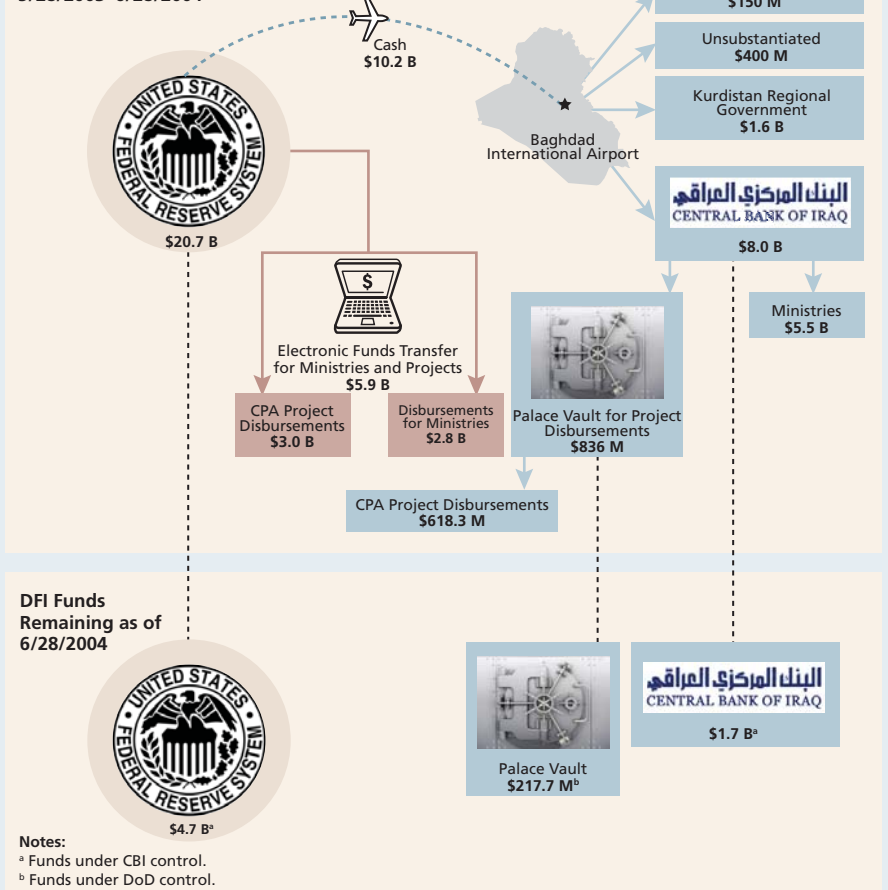 $150 M
Cash
$10.2 B
Unsubstantiated
$400 M
Kurdistan Regional
Government
$1.6 B
Baghdad
International Airport
UNITED STATES
FEDERAL RESERVE SYSTEM
$20.7 B
البنك المركزي العراقي
CENTRAL BANK OF IRAQ
$8.0 B
$
Electronic Funds Transfer
for Ministries and Projects
$5.9 B
Ministries
$5.5 B
CPA Project
Disbursements
$3.0 B
Disbursements
for Ministries
$2.8 B
Palace Vault for Project
Disbursements
$836 M
CPA Project Disbursements
$618.3 M
DFI Funds
Remaining as of
6/28/2004
UNITED STATES
FEDERAL RESERVE SYSTEM
$4.7 Bᵃ
Palace Vault
$217.7 Mᵇ
البنك المركزي العراقي
CENTRAL BANK OF IRAQ
$1.7 Bᵃ
Notes:
ᵃ Funds under CBI control.
ᵇ Funds under DoD control.